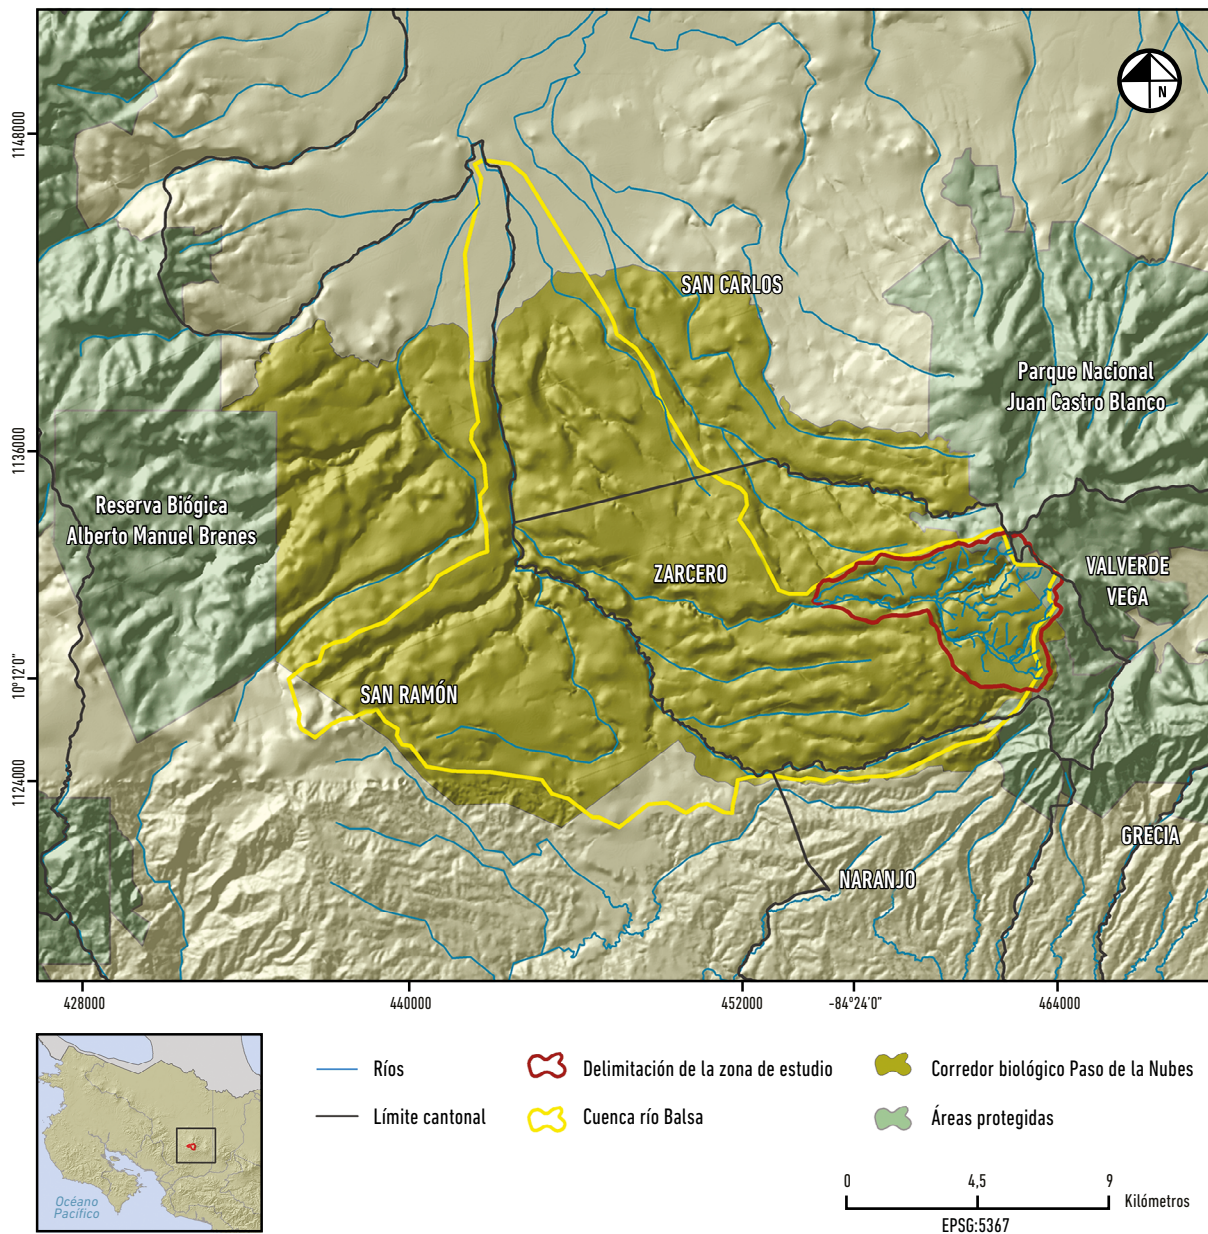 N
1148000
1136000
10°12'0"
1124000
SAN CARLOS
Parque Nacional
Juan Castro Blanco
Reserva Biógica
Alberto Manuel Brenes
ZARCERO
VALVERDE
VEGA
SAN RAMÓN
GRECIA
NARANJO
428000
440000
452000
-84°24'0"
464000
Océano
Pacífico
Ríos
Límite cantonal
Delimitación de la zona de estudio
Cuenca río Balsa
Corredor biológico Paso de la Nubes
Áreas protegidas
0 4,5 9
Kilómetros
EPSG:5367